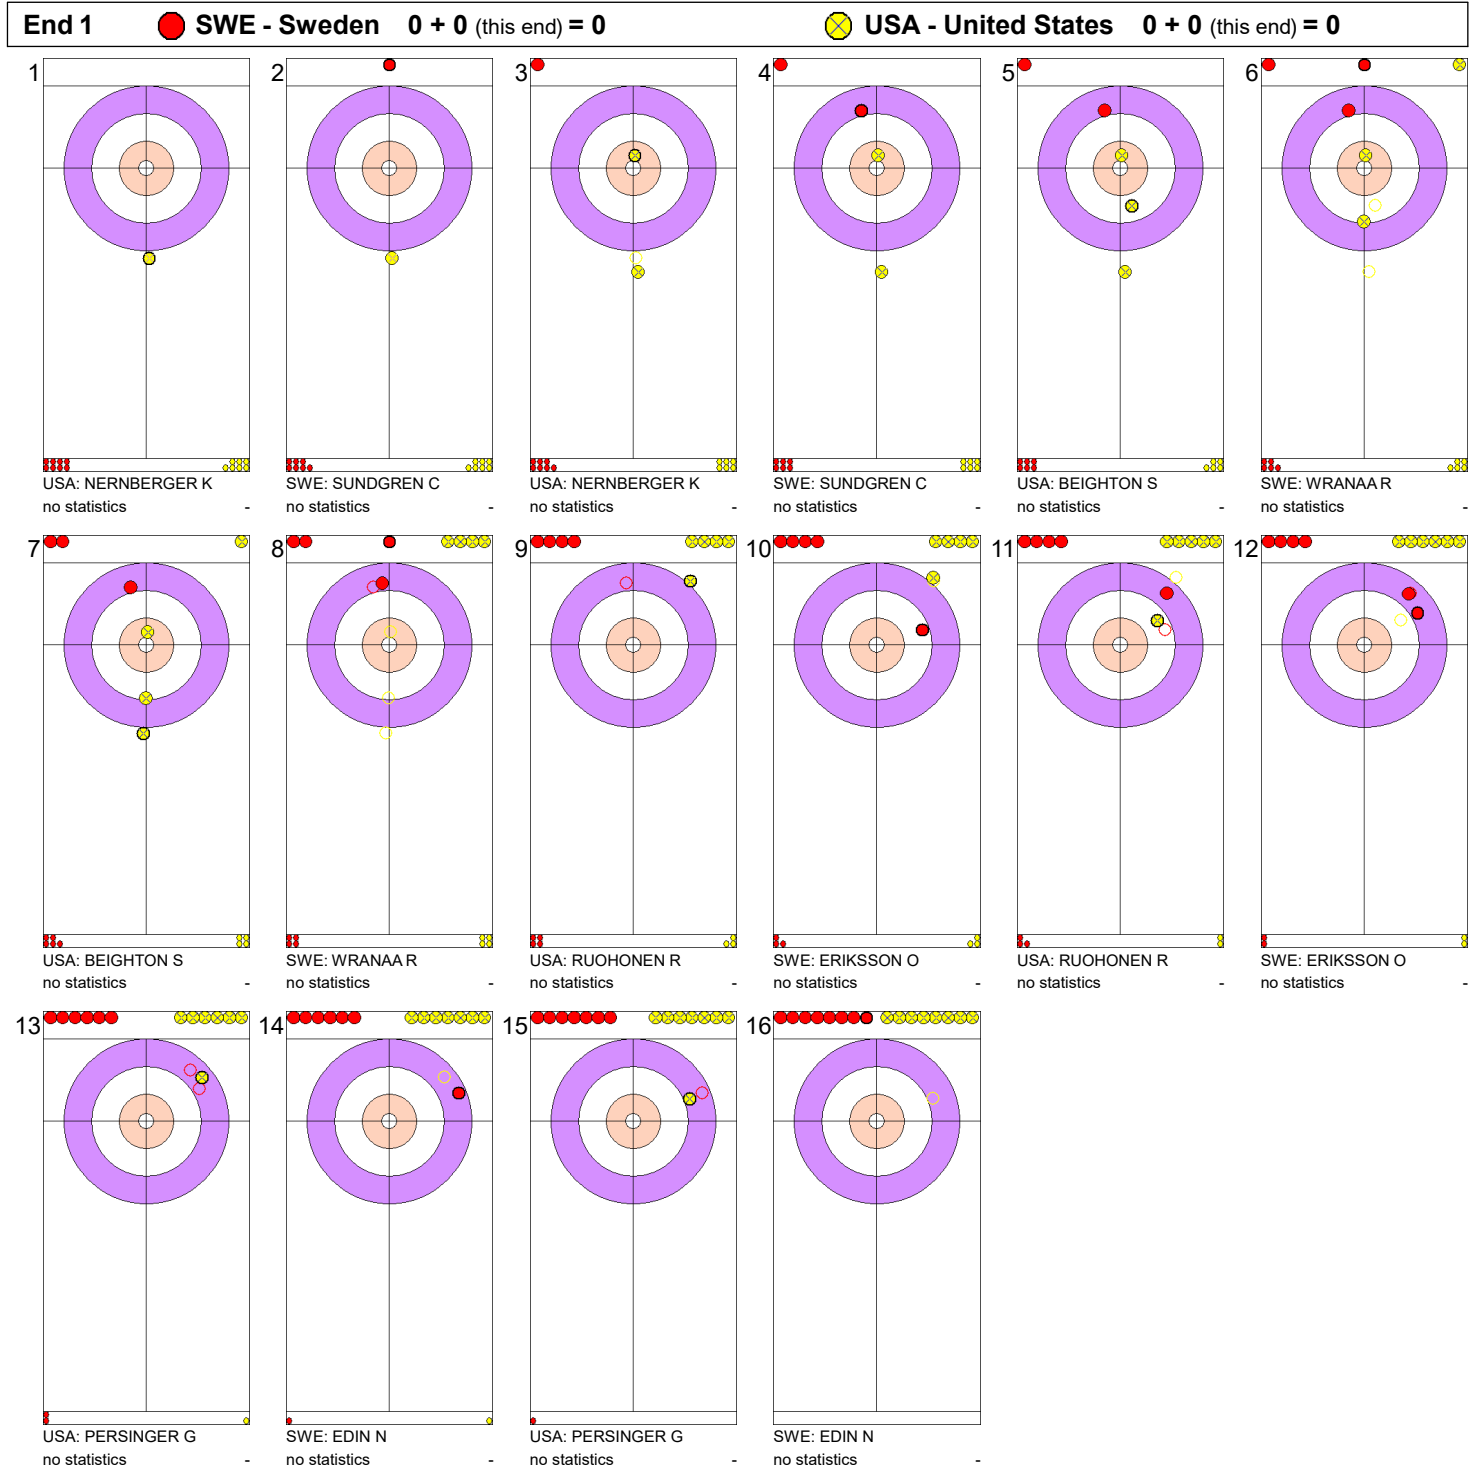 End 1 SWE - Sweden 0 + 0 (this end) = 0 USA - United States 0 + 0 (this end) = 0
1 2 3 4 5 6
USA: NERNBERGER K SWE: SUNDGREN C USA: NERNBERGER K SWE: SUNDGREN C USA: BEIGHTON S SWE: WRANAA R
no statistics - no statistics - no statistics - no statistics - no statistics - no statistics -
7 8 9 10 11 12
USA: BEIGHTON S SWE: WRANAA R USA: RUOHONEN R SWE: ERIKSSON O USA: RUOHONEN R SWE: ERIKSSON O
no statistics - no statistics - no statistics - no statistics - no statistics - no statistics -
13 14 15 16
USA: PERSINGER G SWE: EDIN N USA: PERSINGER G SWE: EDIN N
no statistics - no statistics - no statistics - no statistics -